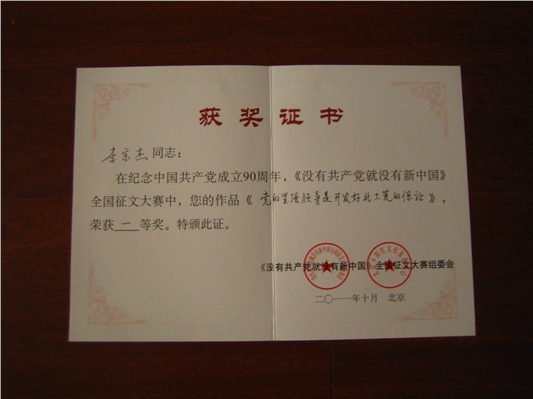 获奖证书
李宗杰同志：
在纪念中国共产党成立90周年，《没有共产党就没有新中国》
全国征文大赛中，您的作品《党的坚强领导是开发好北大荒的保证》，
荣获 一 等奖。特颁此证。
《没有共产党就没有新中国》全国征文大赛组委会
二〇一一年十月 北京